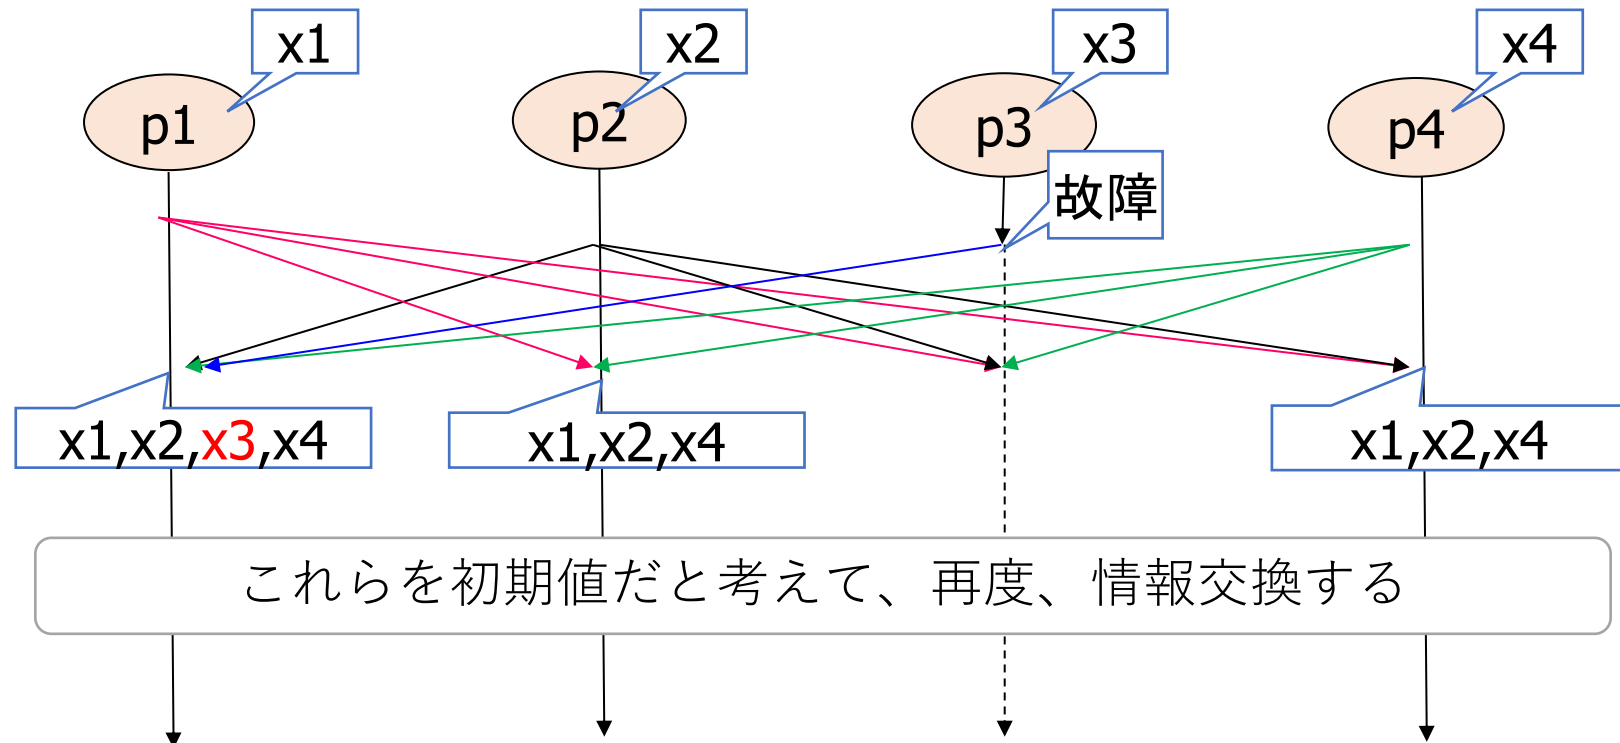 x1
x2
x3
x4
p1
p2
p3
p4
故障
x1,x2,x3,x4
x1,x2,x4
x1,x2,x4
これらを初期値だと考えて、再度、情報交換する